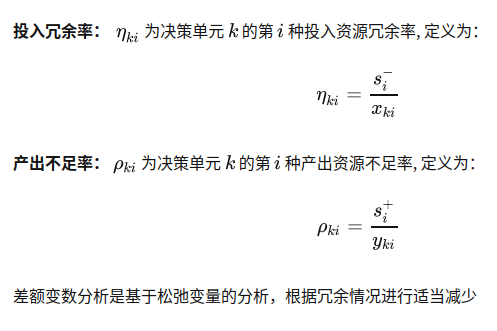 投入冗余率： η_{ki} 为决策单元 k 的第 i 种投入资源冗余率, 定义为：
η_{ki} = \frac{s_i^-}{x_{ki}}
产出不足率： ρ_{ki} 为决策单元 k 的第 i 种产出资源不足率, 定义为：
ρ_{ki} = \frac{s_i^+}{y_{ki}}
差额变数分析是基于松弛变量的分析，根据冗余情况进行适当减少